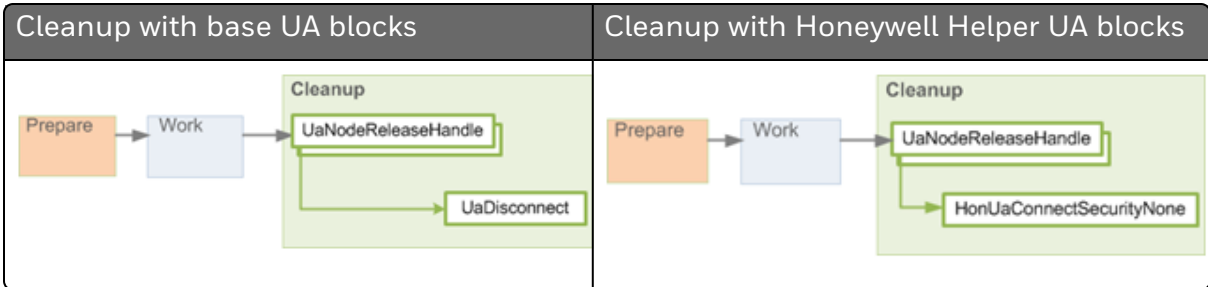 Cleanup with base UA blocks
Cleanup with Honeywell Helper UA blocks
Prepare
Work
Cleanup
UaNodeReleaseHandle
UaDisconnect
Prepare
Work
Cleanup
UaNodeReleaseHandle
HonUaConnectSecurityNone